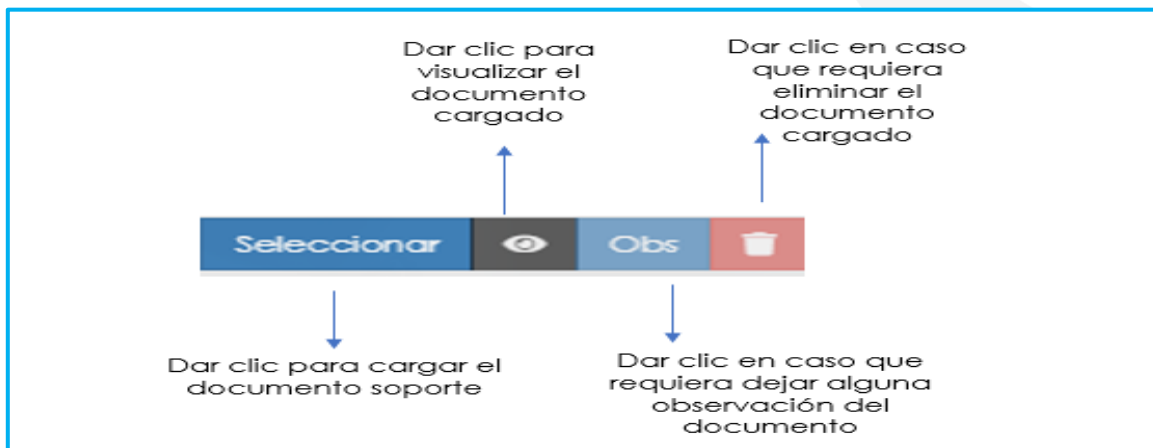 Dar clic para
visualizar el
documento
cargado
Dar clic en caso
que requiera
eliminar el
documento
cargado
Seleccionar
Obs
Dar clic para cargar el
documento soporte
Dar clic en caso que
requiera dejar alguna
observación del
documento